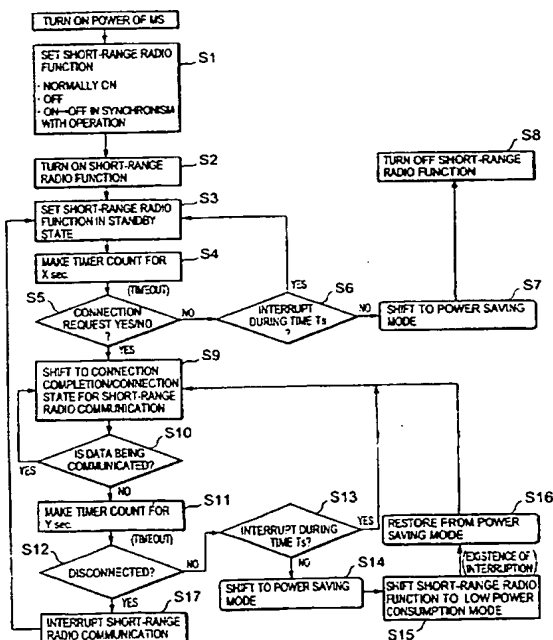 TURN ON POWER OF MS
SET SHORT-RANGE RADIO
FUNCTION
· NORMALLY ON
· OFF
· ON→OFF IN SYNCHRONISM
WITH OPERATION
S1
TURN ON SHORT-RANGE
RADIO FUNCTION
S2
SET SHORT-RANGE RADIO
FUNCTION IN STANDBY
STATE
S3
MAKE TIMER COUNT FOR
X sec.
S4
(TIMEOUT)
S5
CONNECTION
REQUEST YES/NO
?
NO
YES
S6
INTERRUPT
DURING TIME Ts
?
YES
NO
S7
SHIFT TO POWER SAVING
MODE
S8
TURN OFF SHORT-RANGE
RADIO FUNCTION
S9
SHIFT TO CONNECTION
COMPLETION/CONNECTION
STATE FOR SHORT-RANGE
RADIO COMMUNICATION
S10
IS DATA BEING
COMMUNICATED?
YES
NO
S11
MAKE TIMER COUNT FOR
Y sec.
(TIMEOUT)
S12
DISCONNECTED?
NO
YES
S13
INTERRUPT DURING
TIME Ts?
YES
NO
S14
SHIFT TO POWER SAVING
MODE
S16
RESTORE FROM POWER
SAVING MODE
(EXISTENCE OF
INTERRUPTION)
SHIFT SHORT-RANGE RADIO
FUNCTION TO LOW POWER
CONSUMPTION MODE
S15
S17
INTERRUPT SHORT-RANGE
RADIO COMMUNICATION